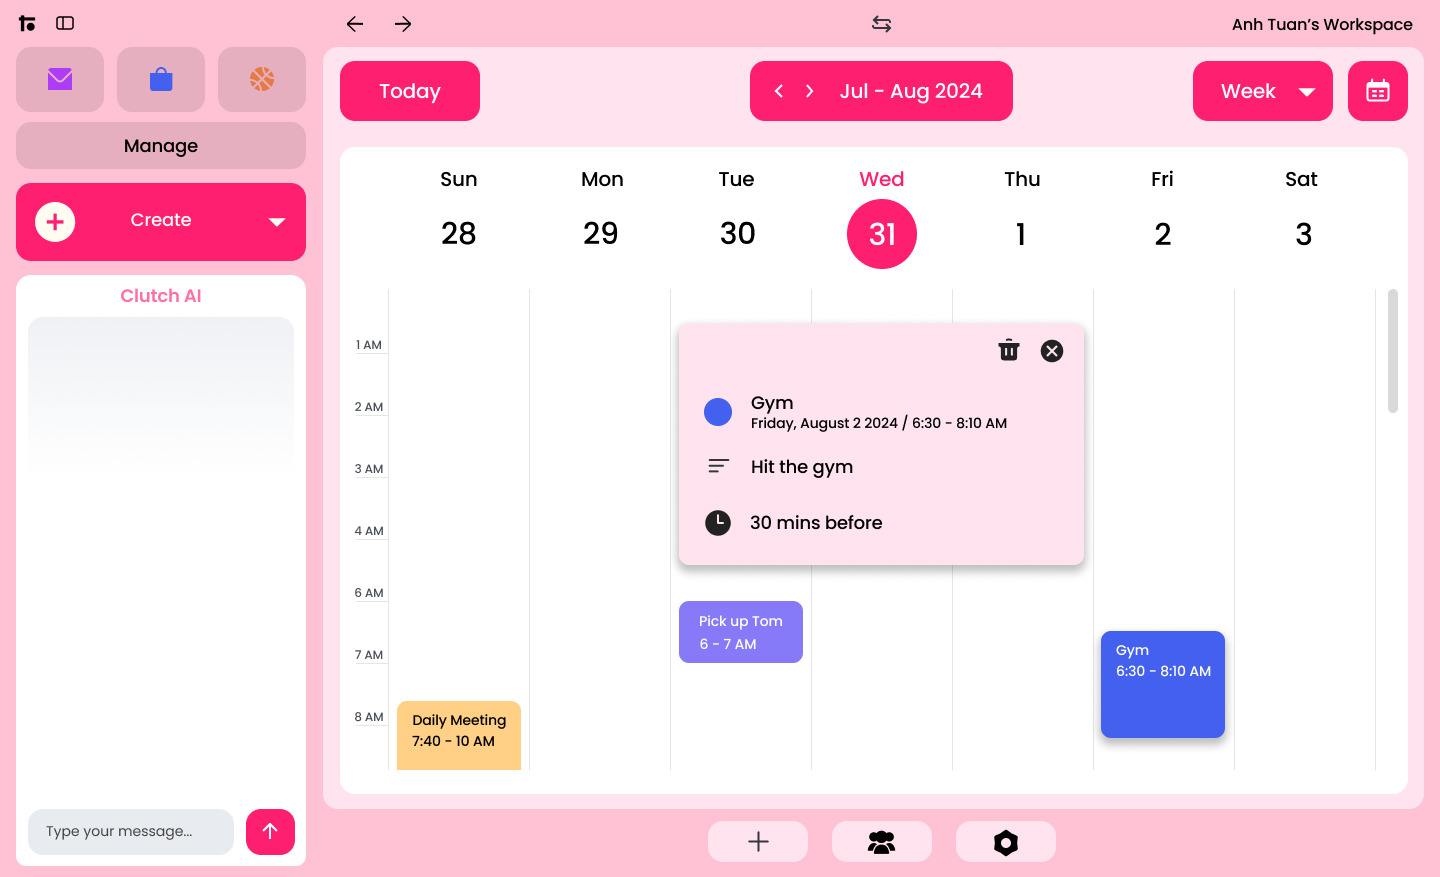 Anh Tuan's Workspace
Manage
Create
Clutch AI
Type your message...
Today
Jul - Aug 2024
Week
Sun
Mon
Tue
Wed
Thu
Fri
Sat
28
29
30
31
1
2
3
1 AM
2 AM
3 AM
4 AM
6 AM
7 AM
8 AM
Gym
Friday, August 2 2024 / 6:30 - 8:10 AM
Hit the gym
30 mins before
Pick up Tom
6 - 7 AM
Gym
6:30 - 8:10 AM
Daily Meeting
7:40 - 10 AM